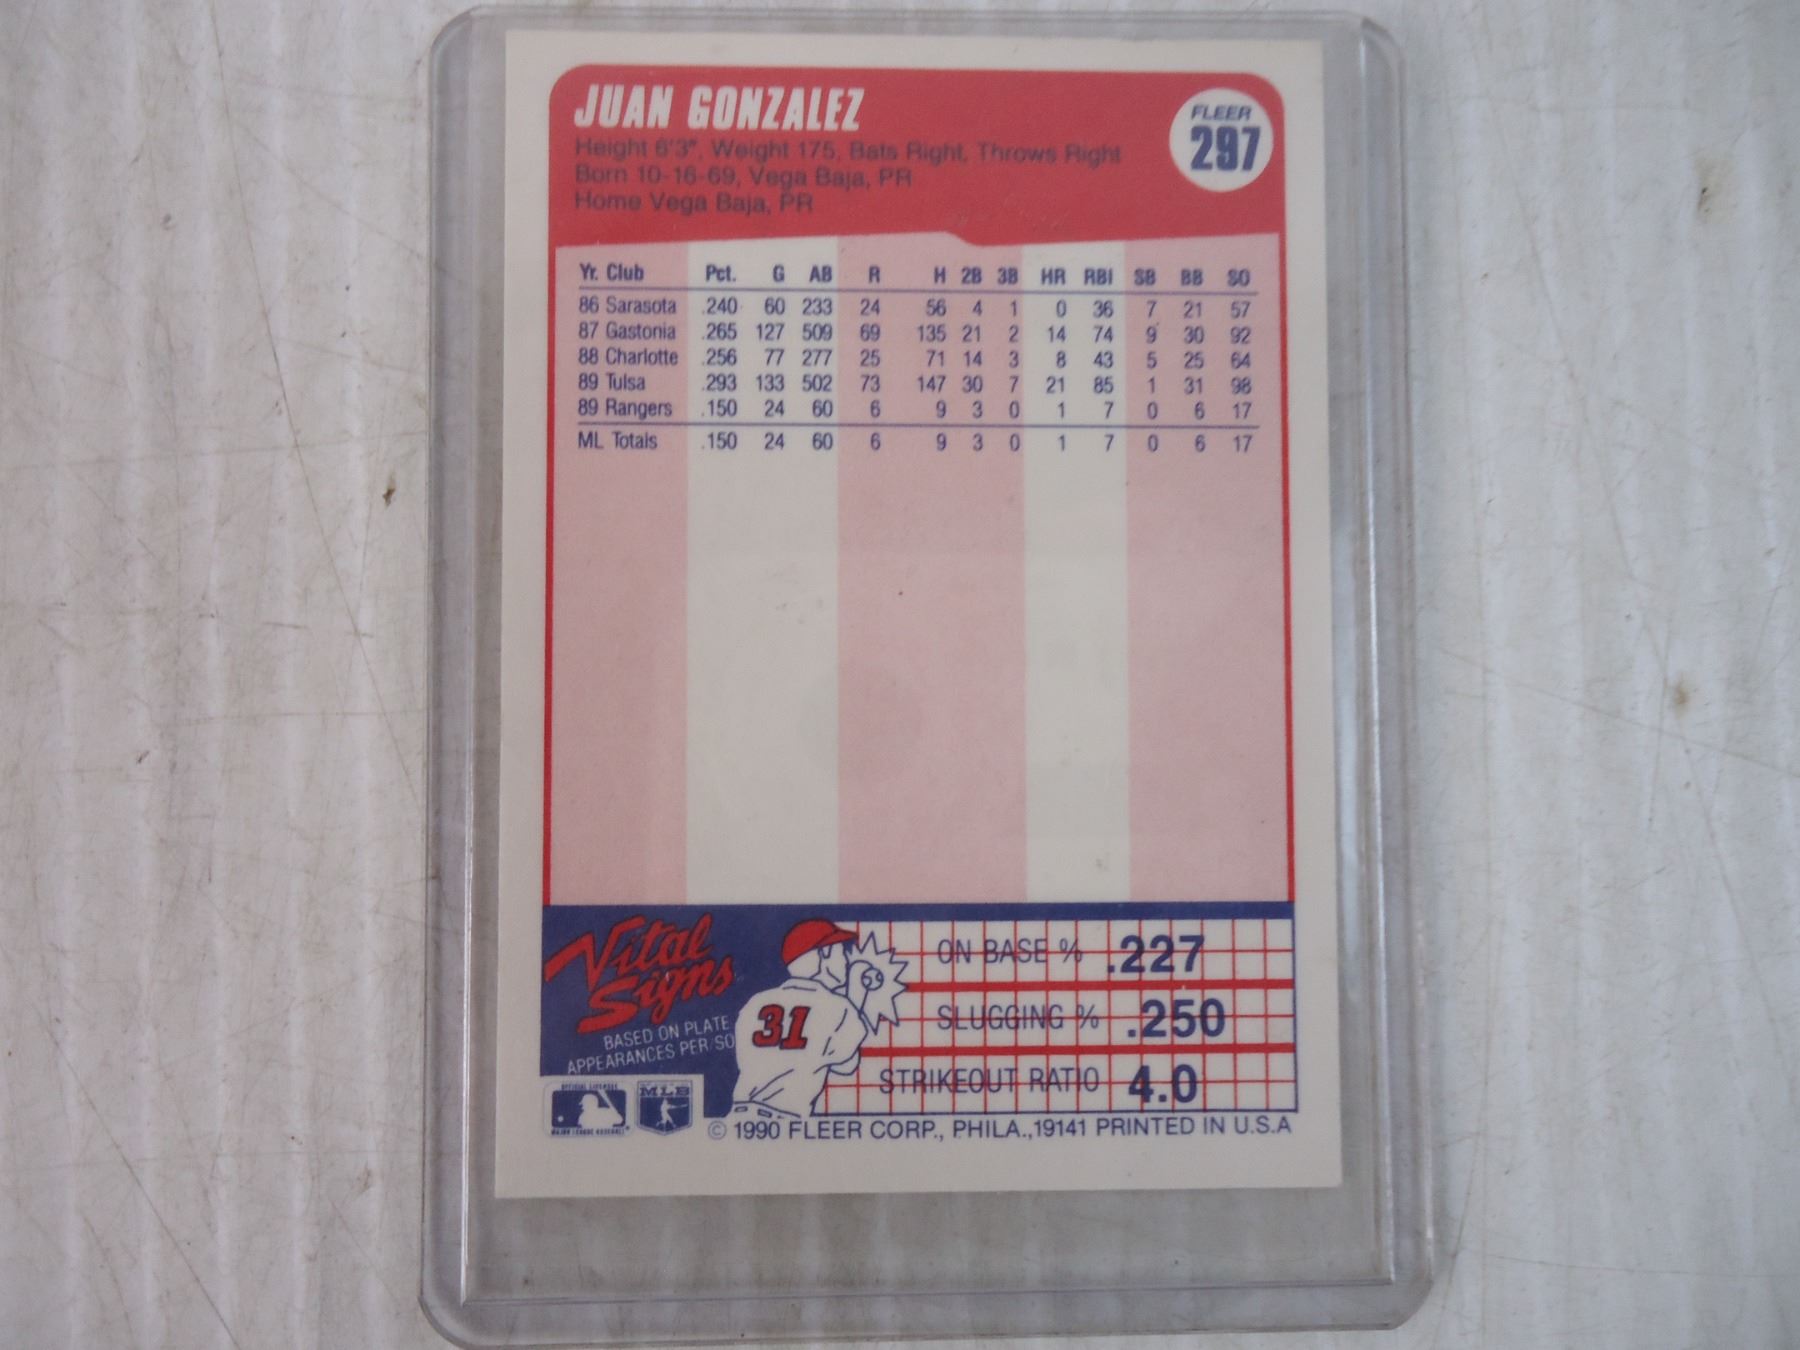 JUAN GONZALEZ
FLEER
297
Height 6'3", Weight 175, Bats Right, Throws Right
Born 10-16-69, Vega Baja, PR
Home Vega Baja, PR
Yr. Club Pct. G AB R H 2B 3B HR RBI SB BB SO
86 Sarasota .240 60 233 24 56 4 1 0 36 7 21 57
87 Gastonia .265 127 509 69 135 21 2 14 74 9 30 92
88 Charlotte .256 77 277 25 71 14 3 8 43 5 25 64
89 Tulsa .293 133 502 73 147 30 7 21 85 1 31 98
89 Rangers .150 24 60 6 9 3 0 1 7 0 6 17
ML Totals .150 24 60 6 9 3 0 1 7 0 6 17
Vital
Signs
BASED ON PLATE
APPEARANCES PER/SO
31
ON BASE % .227
SLUGGING % .250
STRIKEOUT RATIO 4.0
OFFICIAL LICENSEE
MAJOR LEAGUE BASEBALL
MLB
© 1990 FLEER CORP., PHILA.,19141 PRINTED IN U.S.A